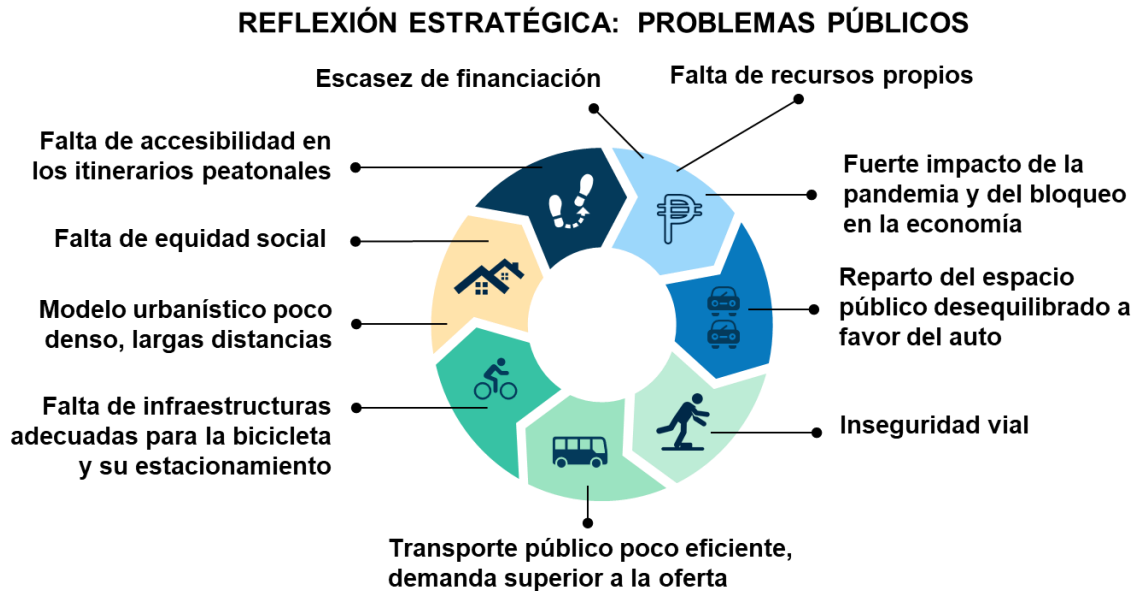 REFLEXIÓN ESTRATÉGICA: PROBLEMAS PÚBLICOS
Escasez de financiación
Falta de recursos propios
Fuerte impacto de la
pandemia y del bloqueo
en la economía
Reparto del espacio
público desequilibrado a
favor del auto
Inseguridad vial
Transporte público poco eficiente,
demanda superior a la oferta
Falta de infraestructuras
adecuadas para la bicicleta
y su estacionamiento
Modelo urbanístico poco
denso, largas distancias
Falta de equidad social
Falta de accesibilidad en
los itinerarios peatonales